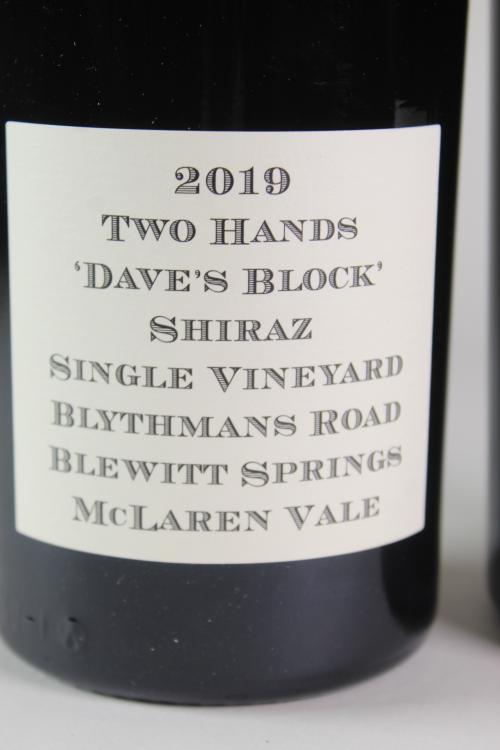 2019
Two Hands
‘Dave's Block’
Shiraz
Single Vineyard
Blythmans Road
Blewitt Springs
McLaren Vale